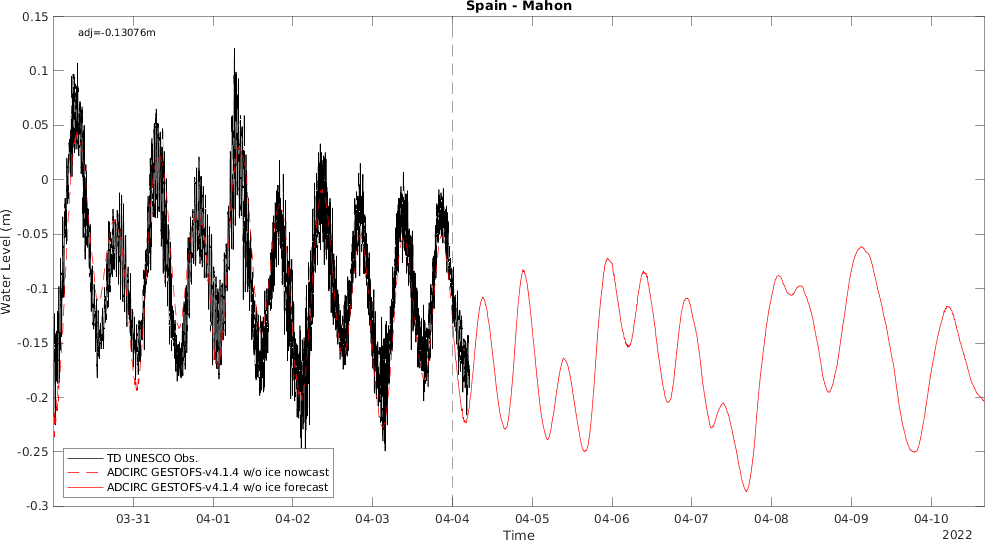 Spain - Mahon
adj=-0.13076m
0.15
0.1
0.05
0
-0.05
-0.1
-0.15
-0.2
-0.25
-0.3
Water Level (m)
TD UNESCO Obs.
ADCIRC GESTOFS-v4.1.4 w/o ice nowcast
ADCIRC GESTOFS-v4.1.4 w/o ice forecast
03-31 04-01 04-02 04-03 04-04 04-05 04-06 04-07 04-08 04-09 04-10
Time
2022